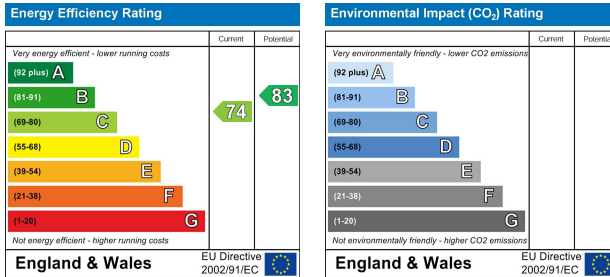 Energy Efficiency Rating
Current Potential
Very energy efficient - lower running costs
(92 plus) A
(81-91) B
(69-80) C
(55-68) D
(39-54) E
(21-38) F
(1-20) G
74
83
Not energy efficient - higher running costs
England & Wales
EU Directive
2002/91/EC
Environmental Impact (CO₂) Rating
Current Potential
Very environmentally friendly - lower CO2 emissions
(92 plus) A
(81-91) B
(69-80) C
(55-68) D
(39-54) E
(21-38) F
(1-20) G
Not environmentally friendly - higher CO2 emissions
England & Wales
EU Directive
2002/91/EC